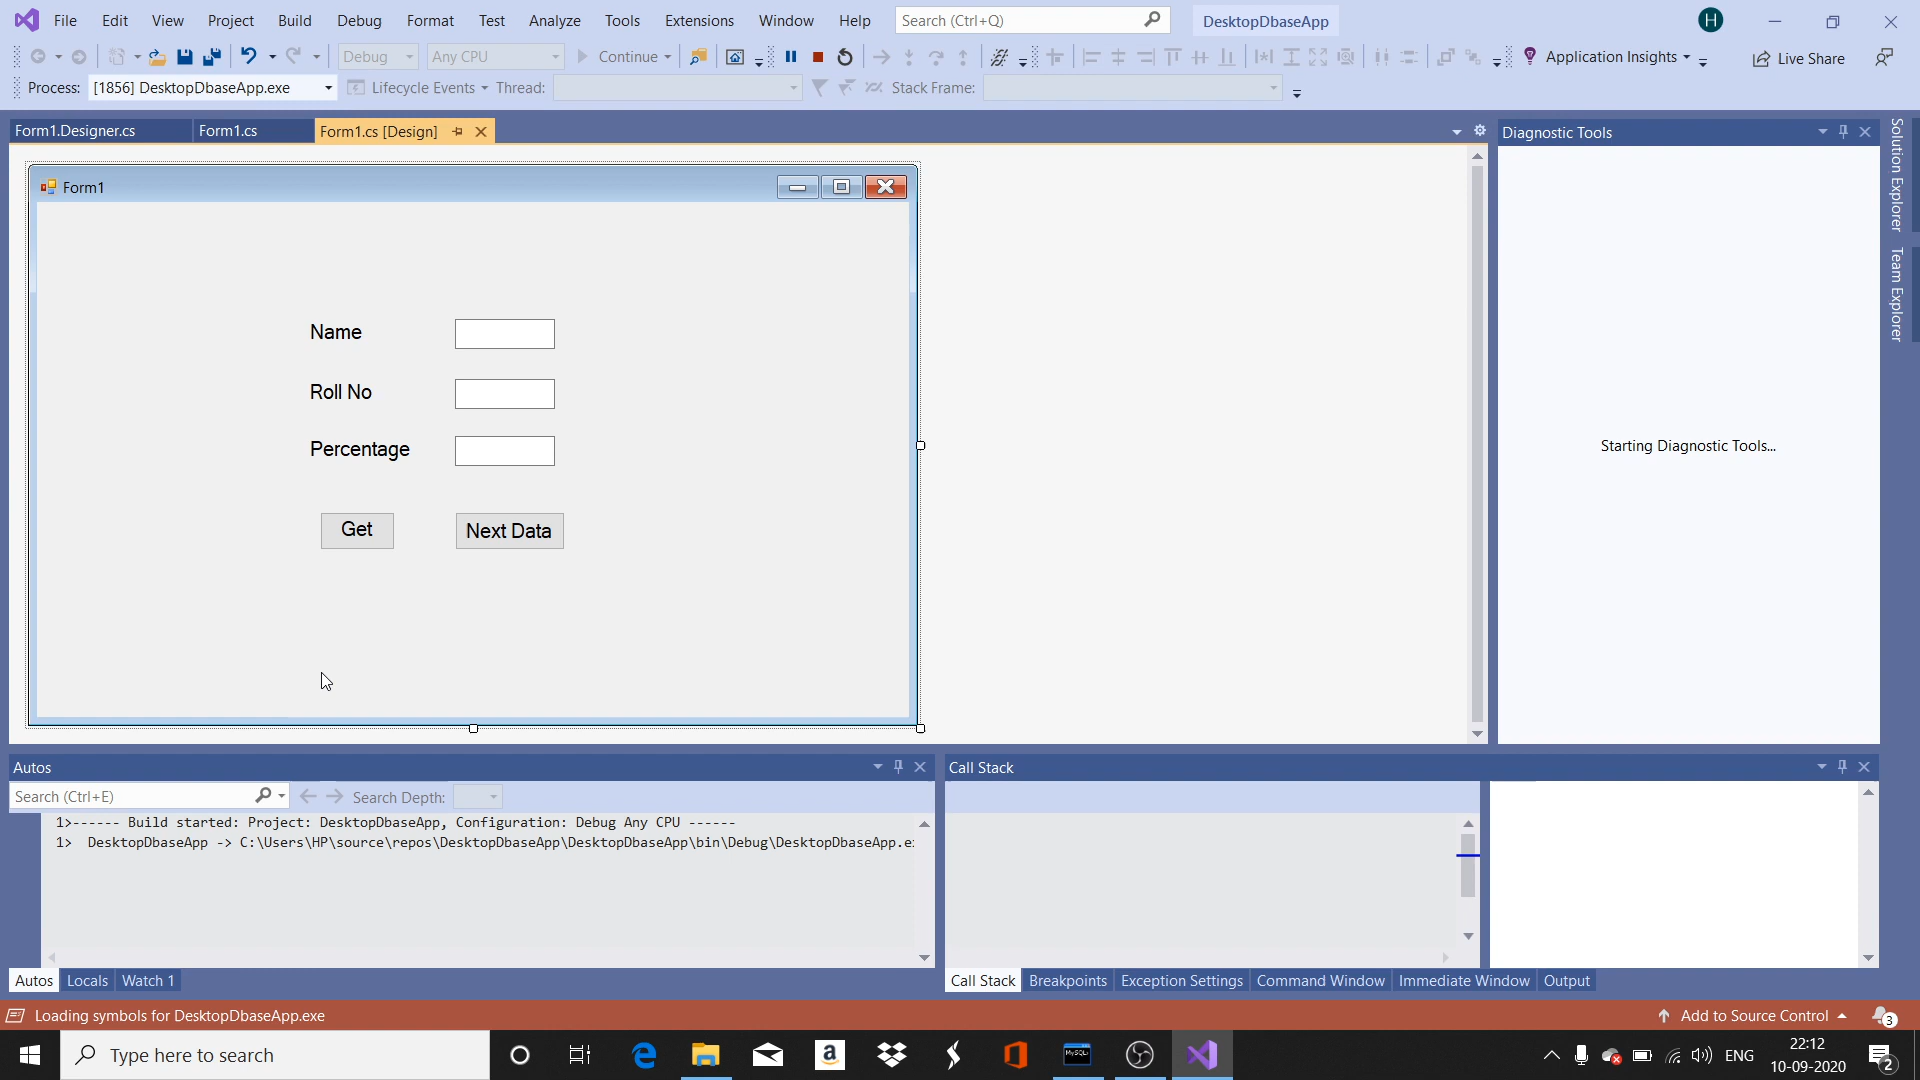 File Edit View Project Build Debug Format Test Analyze Tools Extensions Window Help Search (Ctrl+Q) DesktopDbaseApp H
Debug Any CPU Continue Application Insights Live Share
Process: [1856] DesktopDbaseApp.exe Lifecycle Events Thread: Stack Frame:
Form1.Designer.cs Form1.cs Form1.cs [Design] Diagnostic Tools
Solution Explorer
Team Explorer
Form1
Name
Roll No
Percentage
Get Next Data
Starting Diagnostic Tools...
Autos Call Stack
Search (Ctrl+E) Search Depth:
1>------ Build started: Project: DesktopDbaseApp, Configuration: Debug Any CPU ------
1> DesktopDbaseApp -> C:\Users\HP\source\repos\DesktopDbaseApp\DesktopDbaseApp\bin\Debug\DesktopDbaseApp.e
Autos Locals Watch 1 Call Stack Breakpoints Exception Settings Command Window Immediate Window Output
Loading symbols for DesktopDbaseApp.exe Add to Source Control 3
Type here to search a MySQL ENG 22:12
10-09-2020 2